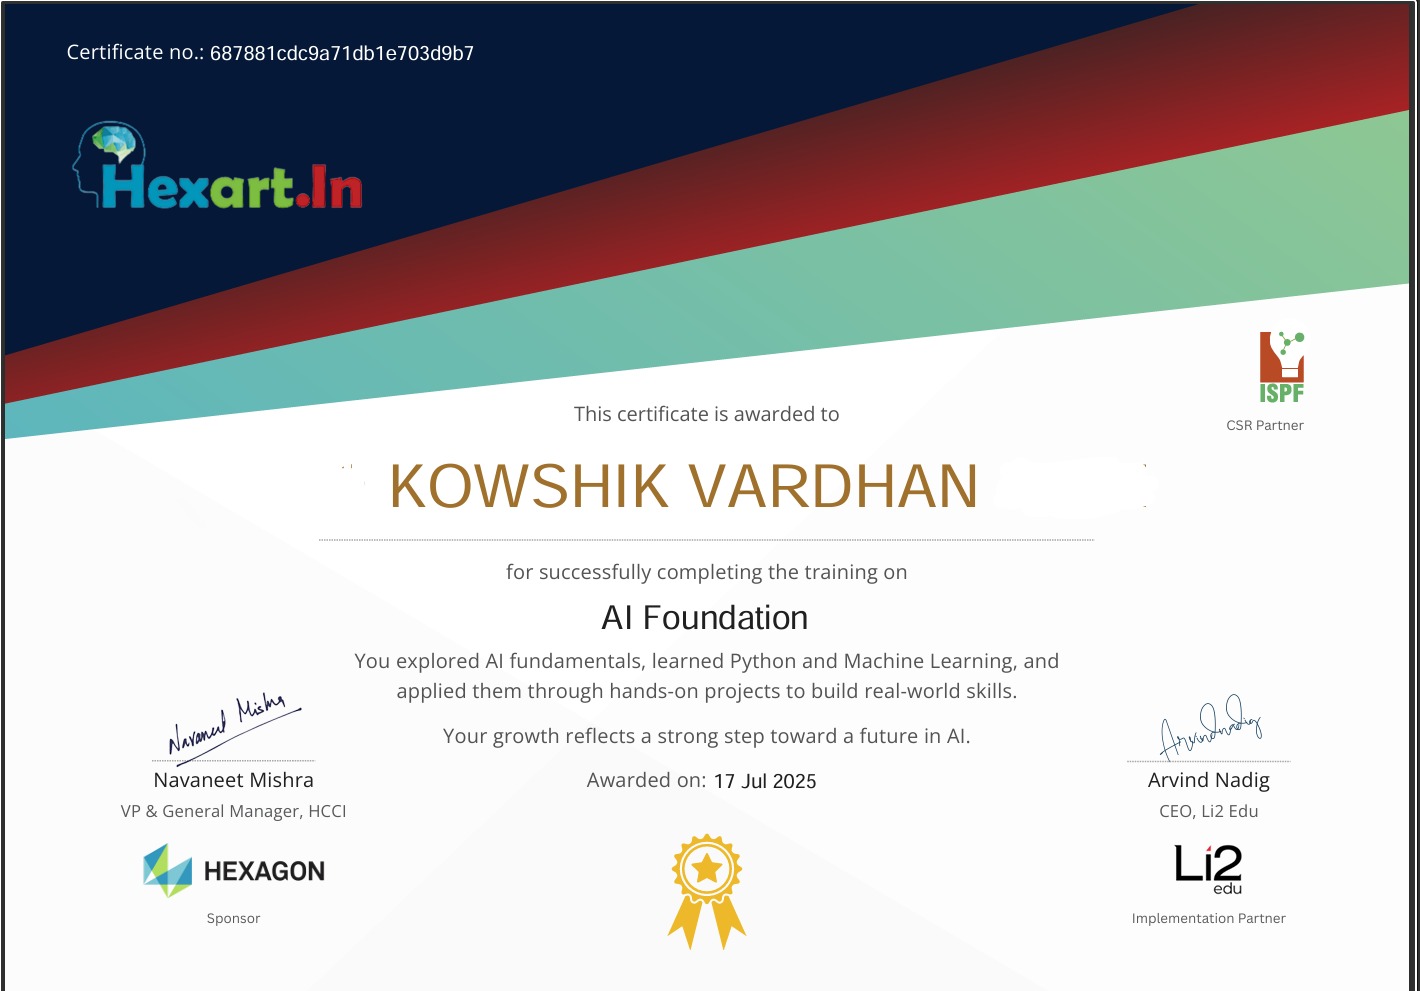 Certificate no.: 687881cdc9a71db1e703d9b7
Hexart.In
ISPF
CSR Partner
This certificate is awarded to
KOWSHIK VARDHAN
for successfully completing the training on
AI Foundation
You explored AI fundamentals, learned Python and Machine Learning, and
applied them through hands-on projects to build real-world skills.
Your growth reflects a strong step toward a future in AI.
Awarded on: 17 Jul 2025
Navaneet Mishra
Navaneet Mishra
VP & General Manager, HCCI
HEXAGON
Sponsor
Arvindnadig
Arvind Nadig
CEO, Li2 Edu
Li2
edu
Implementation Partner